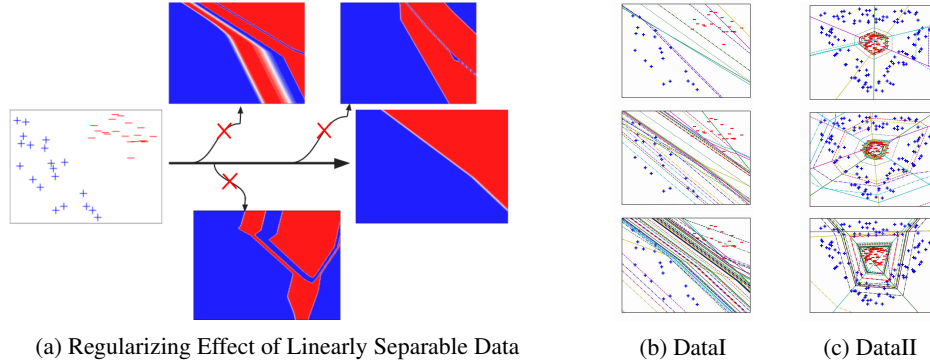 (a) Regularizing Effect of Linearly Separable Data
(b) DataI
(c) DataII